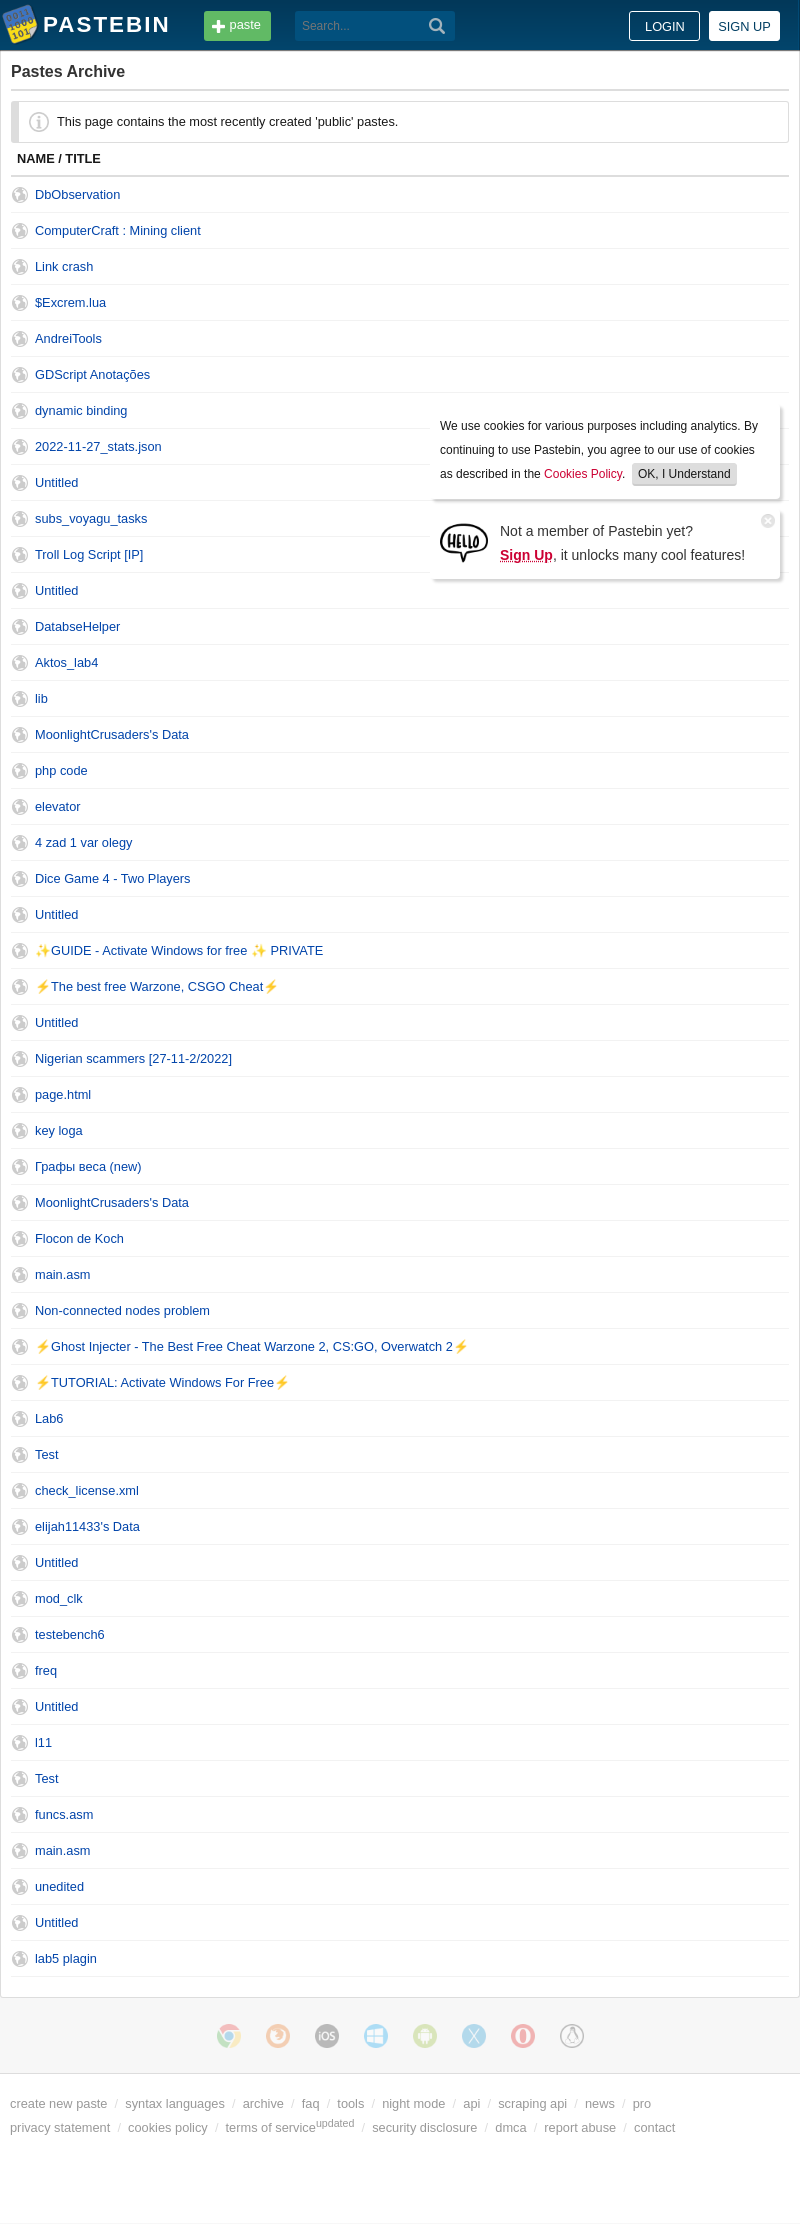 PASTEBIN paste Search... LOGIN SIGN UP
Pastes Archive
This page contains the most recently created 'public' pastes.
NAME / TITLE
DbObservation
ComputerCraft : Mining client
Link crash
$Excrem.lua
AndreiTools
GDScript Anotações
dynamic binding
2022-11-27_stats.json
Untitled
subs_voyagu_tasks
Troll Log Script [IP]
We use cookies for various purposes including analytics. By
continuing to use Pastebin, you agree to our use of cookies
as described in the Cookies Policy. OK, I Understand
HELLO
Not a member of Pastebin yet?
Sign Up, it unlocks many cool features!
Untitled
DatabseHelper
Aktos_lab4
lib
MoonlightCrusaders's Data
php code
elevator
4 zad 1 var olegy
Dice Game 4 - Two Players
Untitled
✨GUIDE - Activate Windows for free ✨ PRIVATE
⚡The best free Warzone, CSGO Cheat⚡
Untitled
Nigerian scammers [27-11-2/2022]
page.html
key loga
Графы веса (new)
MoonlightCrusaders's Data
Flocon de Koch
main.asm
Non-connected nodes problem
⚡Ghost Injecter - The Best Free Cheat Warzone 2, CS:GO, Overwatch 2⚡
⚡TUTORIAL: Activate Windows For Free⚡
Lab6
Test
check_license.xml
elijah11433's Data
Untitled
mod_clk
testebench6
freq
Untitled
l11
Test
funcs.asm
main.asm
unedited
Untitled
lab5 plagin
iOS
create new paste / syntax languages / archive / faq / tools / night mode / api / scraping api / news / pro
privacy statement / cookies policy / terms of service updated / security disclosure / dmca / report abuse / contact